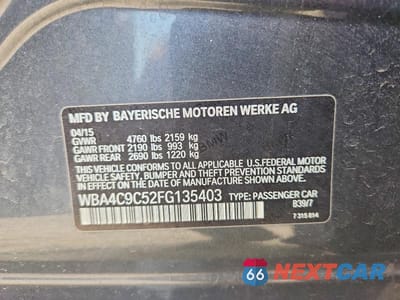 MFD BY BAYERISCHE MOTOREN WERKE AG
04/15
GVWR 4760 lbs 2159 kg
GAWR FRONT 2190 lbs 993 kg
GAWR REAR 2690 lbs 1220 kg
THIS VEHICLE CONFORMS TO ALL APPLICABLE
U.S. FEDERAL MOTOR
VEHICLE SAFETY, BUMPER AND THEFT PREVENTION
STANDARDS IN EFFECT ON THE DATE OF
MANUFACTURE SHOWN ABOVE.
WBA4C9C52FG135403 TYPE: PASSENGER CAR
B39/7
7 315 814
66 NEXTCAR